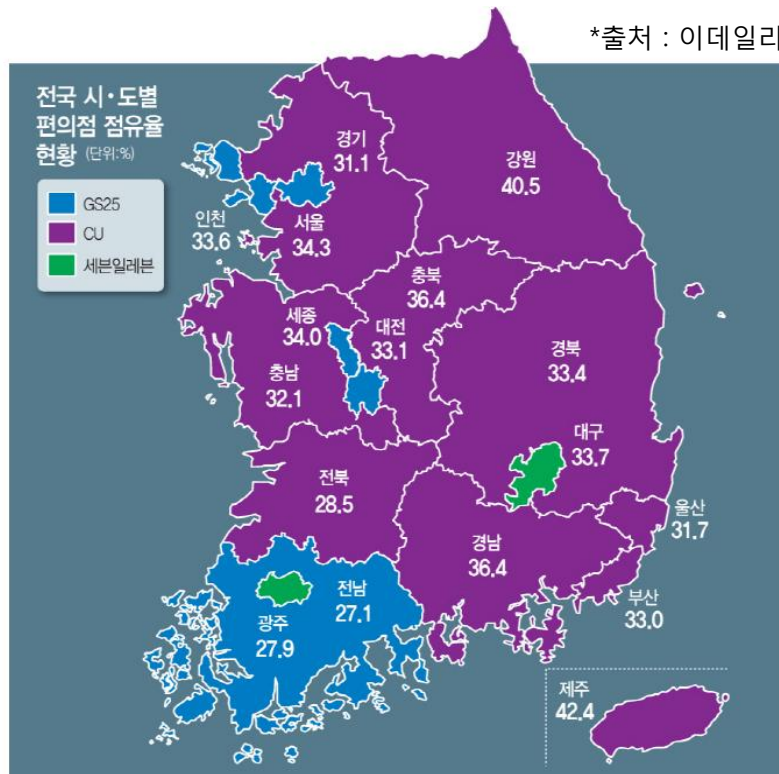 *출처 : 이데일리
전국 시·도별
편의점 점유율
현황 (단위:%)
GS25
CU
세븐일레븐
경기
31.1
강원
40.5
인천
33.6
서울
34.3
충북
36.4
세종
34.0
대전
33.1
경북
33.4
충남
32.1
대구
33.7
전북
28.5
울산
31.7
경남
36.4
전남
27.1
부산
33.0
광주
27.9
제주
42.4